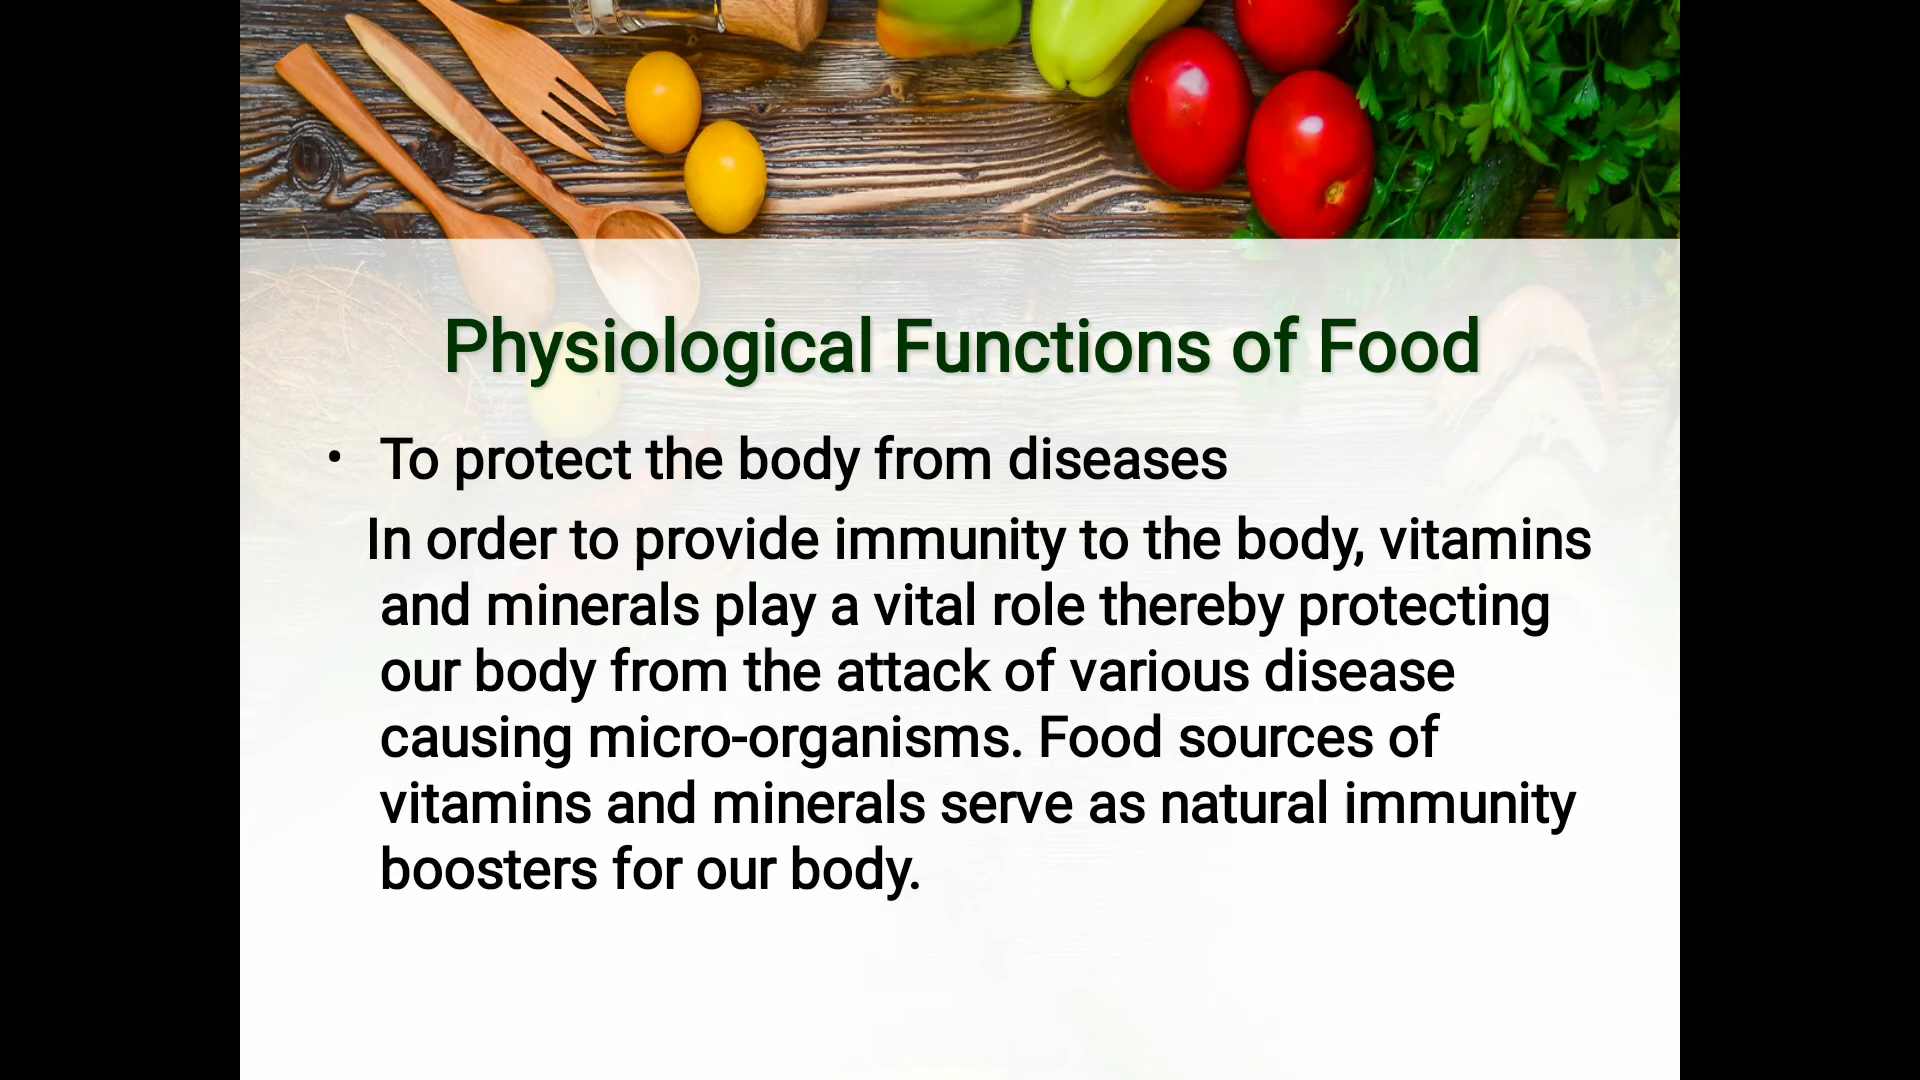 Physiological Functions of Food
• To protect the body from diseases
In order to provide immunity to the body, vitamins
and minerals play a vital role thereby protecting
our body from the attack of various disease
causing micro-organisms. Food sources of
vitamins and minerals serve as natural immunity
boosters for our body.